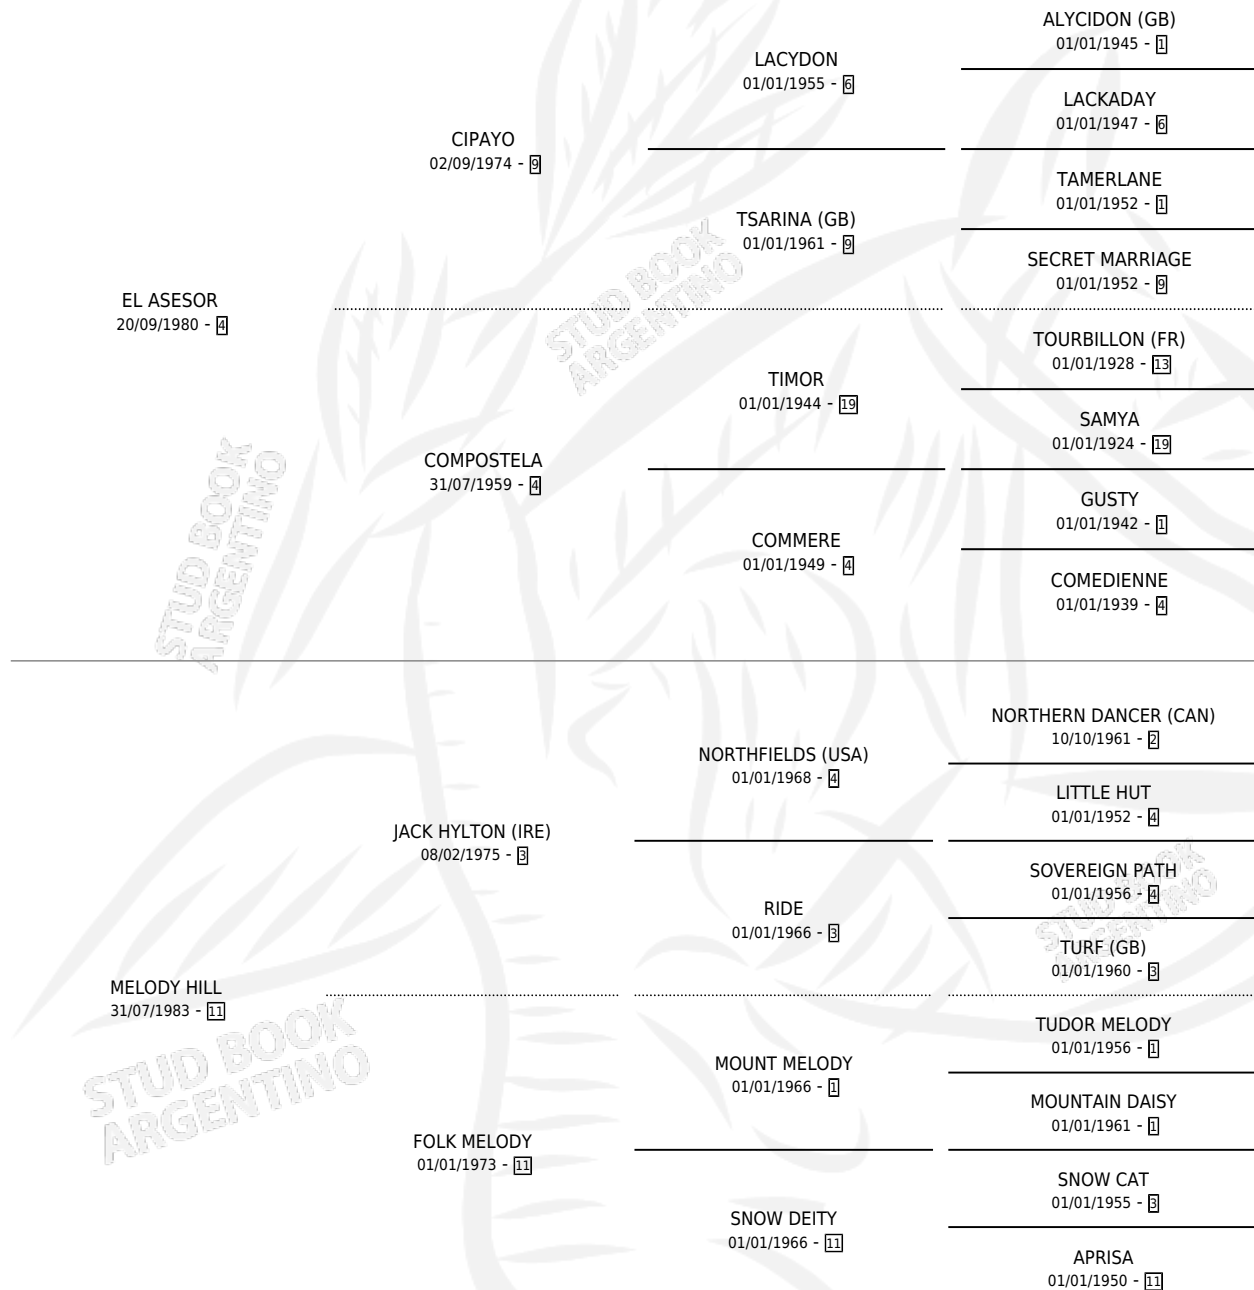 ALYCIDON (GB)
01/01/1945 - 1
LACYDON
01/01/1955 - 6
LACKADAY
01/01/1947 - 6
CIPAYO
02/09/1974 - 9
TAMERLANE
01/01/1952 - 1
TSARINA (GB)
01/01/1961 - 9
SECRET MARRIAGE
01/01/1952 - 9
EL ASESOR
20/09/1980 - 4
STUD BOOK
ARGENTINO
TOURBILLON (FR)
01/01/1928 - 13
TIMOR
01/01/1944 - 19
SAMYA
01/01/1924 - 19
COMPOSTELA
31/07/1959 - 4
GUSTY
01/01/1942 - 1
COMMERE
01/01/1949 - 4
COMEDIENNE
01/01/1939 - 4
STUD BOOK
ARGENTINO
NORTHERN DANCER (CAN)
10/10/1961 - 2
NORTHFIELDS (USA)
01/01/1968 - 4
LITTLE HUT
01/01/1952 - 4
JACK HYLTON (IRE)
08/02/1975 - 3
SOVEREIGN PATH
01/01/1956 - 4
RIDE
01/01/1966 - 3
TURF (GB)
01/01/1960 - 3
STUD BOOK
ARGENTINO
MELODY HILL
31/07/1983 - 11
TUDOR MELODY
01/01/1956 - 1
MOUNT MELODY
01/01/1966 - 1
MOUNTAIN DAISY
01/01/1961 - 1
STUD BOOK
ARGENTINO
FOLK MELODY
01/01/1973 - 11
SNOW CAT
01/01/1955 - 3
SNOW DEITY
01/01/1966 - 11
APRISA
01/01/1950 - 11